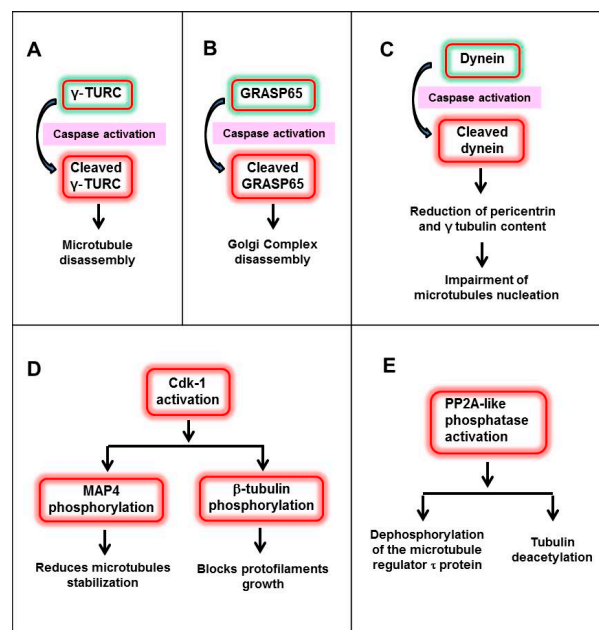 A
γ-TURC
Caspase activation
Cleaved
γ-TURC
Microtubule
disassembly
B
GRASP65
Caspase activation
Cleaved
GRASP65
Golgi Complex
disassembly
C
Dynein
Caspase activation
Cleaved
dynein
Reduction of pericentrin
and γ tubulin content
Impairment of
microtubules nucleation
D
Cdk-1
activation
MAP4
phosphorylation
Reduces microtubules
stabilization
β-tubulin
phosphorylation
Blocks protofilaments
growth
E
PP2A-like
phosphatase
activation
Dephosphorylation
of the microtubule
regulator τ protein
Tubulin
deacetylation